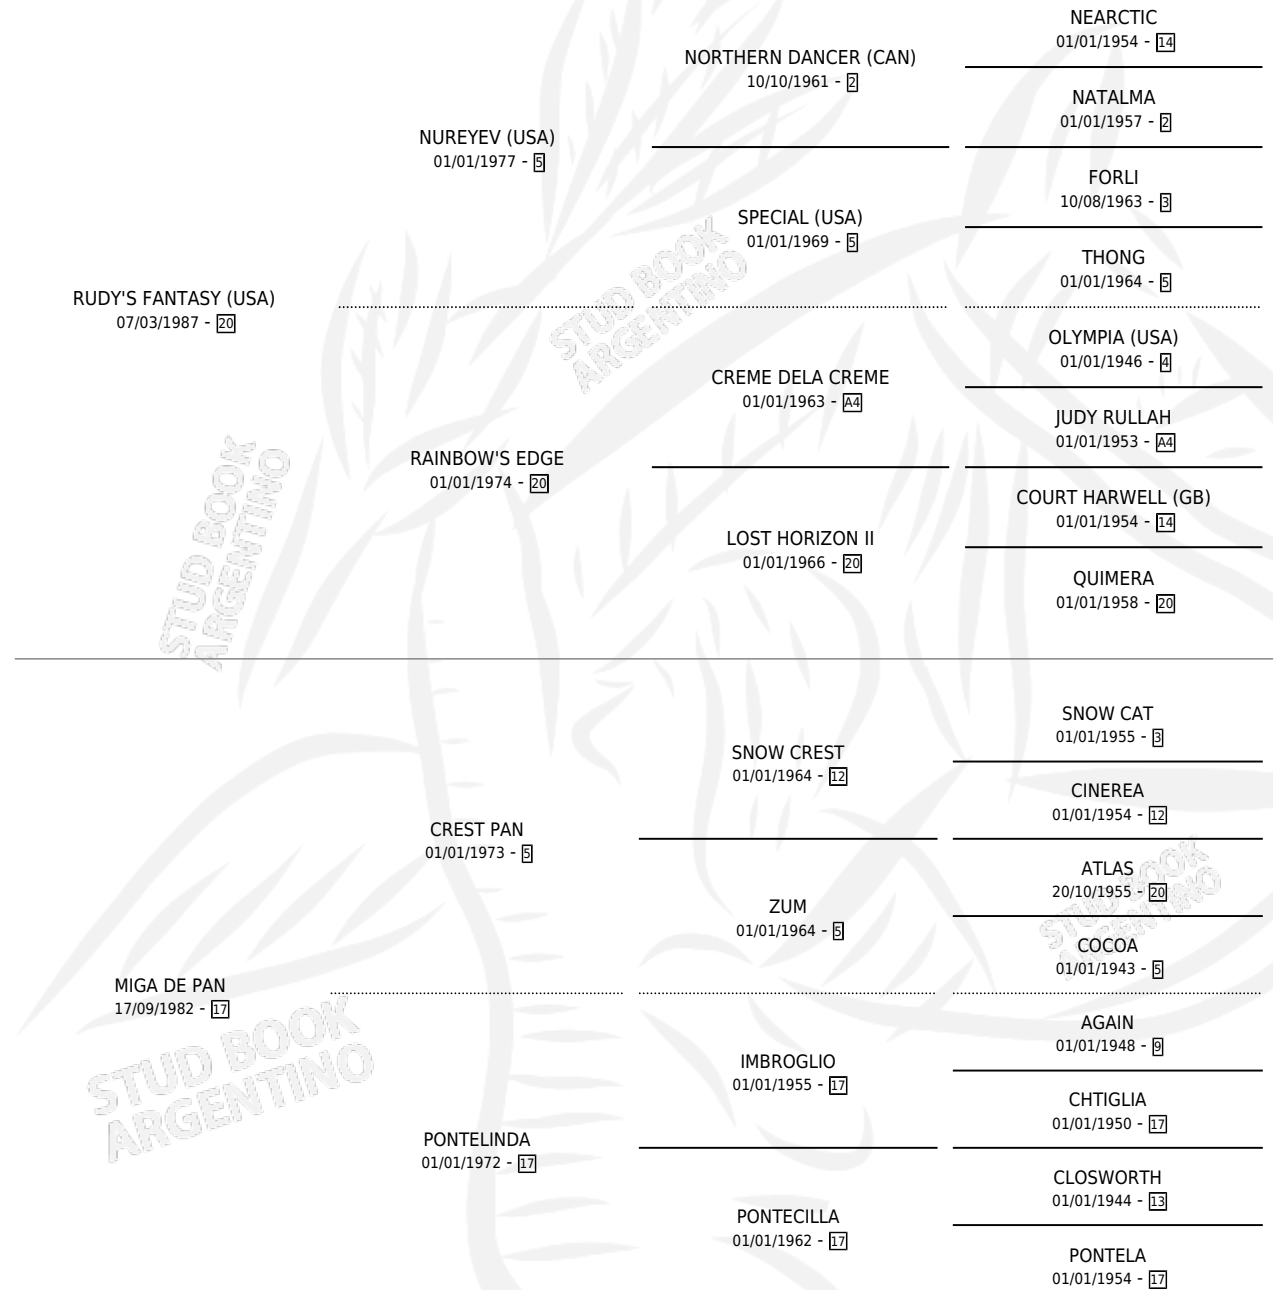 NEARCTIC
01/01/1954 - 14
NORTHERN DANCER (CAN)
10/10/1961 - 2
NATALMA
01/01/1957 - 2
NUREYEV (USA)
01/01/1977 - 5
FORLI
10/08/1963 - 3
SPECIAL (USA)
01/01/1969 - 5
THONG
01/01/1964 - 5
RUDY'S FANTASY (USA)
07/03/1987 - 20
STUD BOOK
ARGENTINO
OLYMPIA (USA)
01/01/1946 - 4
CREME DELA CREME
01/01/1963 - A4
JUDY RULLAH
01/01/1953 - A4
RAINBOW'S EDGE
01/01/1974 - 20
COURT HARWELL (GB)
01/01/1954 - 14
LOST HORIZON II
01/01/1966 - 20
QUIMERA
01/01/1958 - 20
STUD BOOK
ARGENTINO
SNOW CAT
01/01/1955 - 3
SNOW CREST
01/01/1964 - 12
CINEREA
01/01/1954 - 12
CREST PAN
01/01/1973 - 5
ATLAS
20/10/1955 - 20
ZUM
01/01/1964 - 5
STUD BOOK
ARGENTINO
COCOA
01/01/1943 - 5
MIGA DE PAN
17/09/1982 - 17
STUD BOOK
ARGENTINO
AGAIN
01/01/1948 - 9
IMBROGLIO
01/01/1955 - 17
CHTIGLIA
01/01/1950 - 17
PONTELINDA
01/01/1972 - 17
CLOSWORTH
01/01/1944 - 13
PONTECILLA
01/01/1962 - 17
PONTELA
01/01/1954 - 17